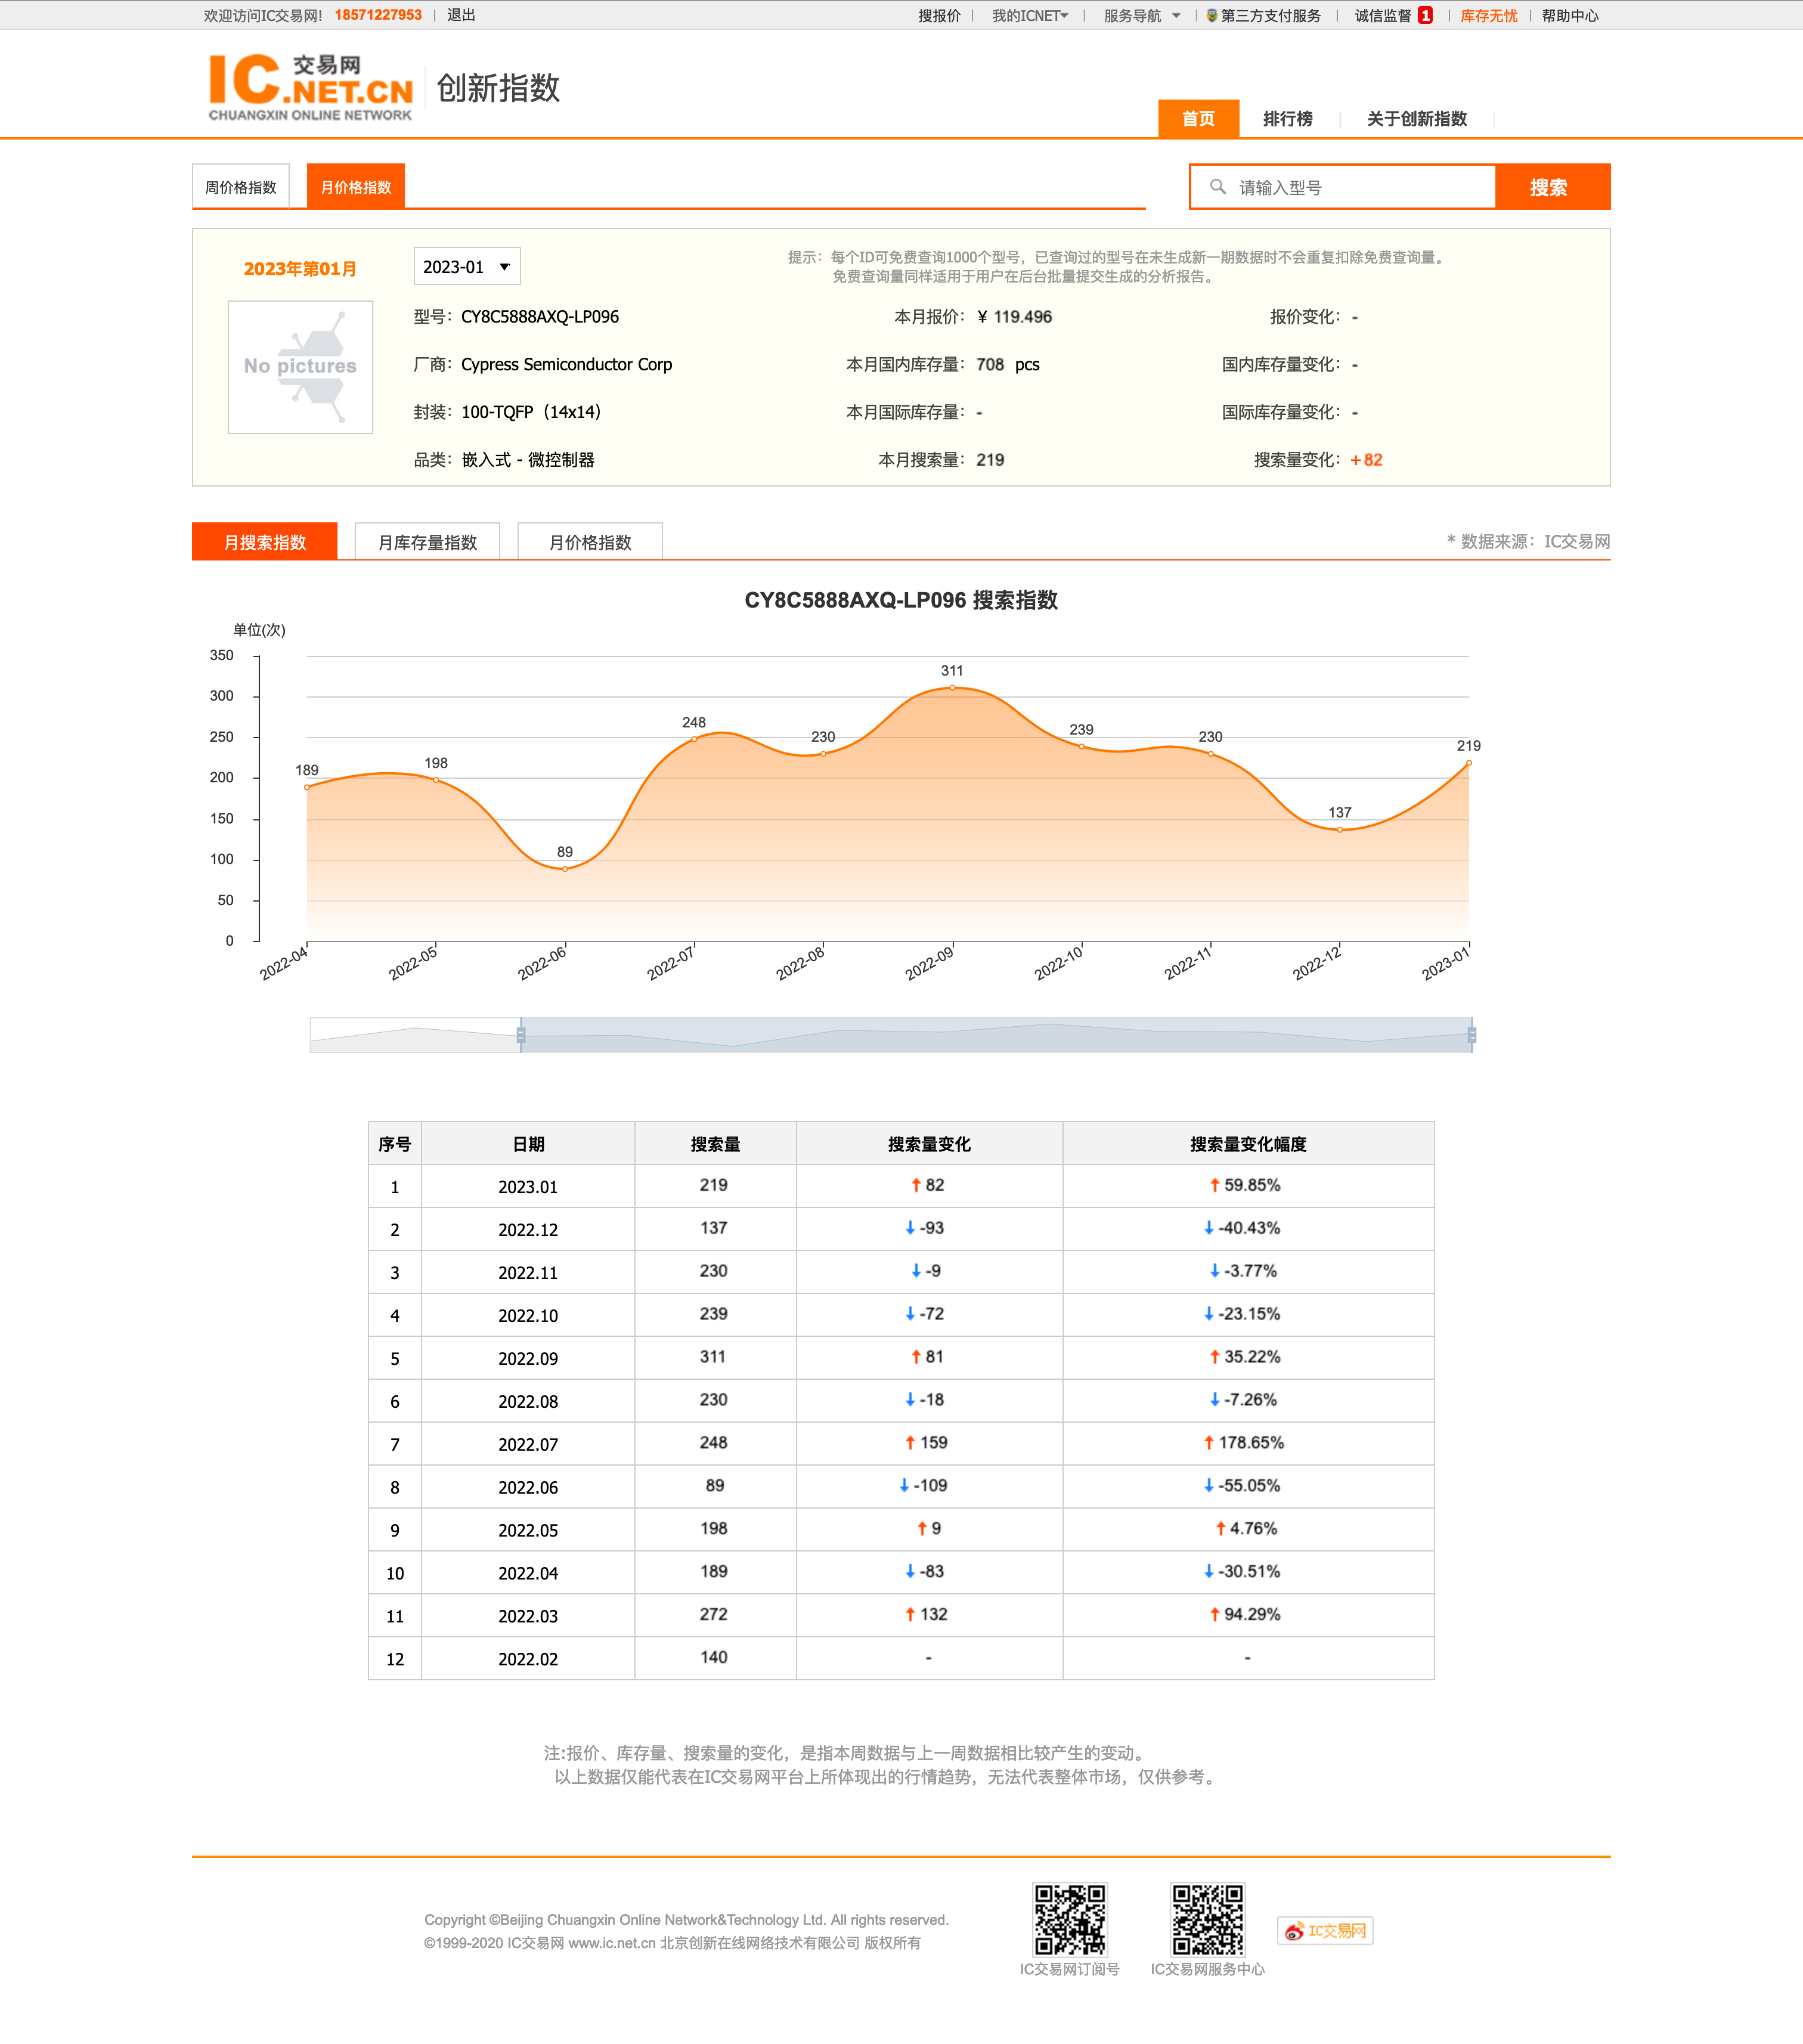 欢迎访问IC交易网! 18571227953 | 退出
搜报价 | 我的ICNET | 服务导航 | 第三方支付服务 | 诚信监督 1 | 库存无忧 | 帮助中心
IC 交易网
.NET.CN
CHUANGXIN ONLINE NETWORK
创新指数
首页 排行榜 关于创新指数
周价格指数 月价格指数
请输入型号 搜索
2023年第01月
2023-01
提示：每个ID可免费查询1000个型号，已查询过的型号在未生成新一期数据时不会重复扣除免费查询量。
免费查询量同样适用于用户在后台批量提交生成的分析报告。
No pictures
型号：CY8C5888AXQ-LP096 本月报价：¥ 119.496 报价变化：-
厂商：Cypress Semiconductor Corp 本月国内库存量：708 pcs 国内库存量变化：-
封装：100-TQFP（14x14） 本月国际库存量：- 国际库存量变化：-
品类：嵌入式 - 微控制器 本月搜索量：219 搜索量变化：+82
月搜索指数 月库存量指数 月价格指数
* 数据来源：IC交易网
CY8C5888AXQ-LP096 搜索指数
单位(次)
350
300
250
200
150
100
50
0
189 198 89 248 230 311 239 230 137 219
2022-04 2022-05 2022-06 2022-07 2022-08 2022-09 2022-10 2022-11 2022-12 2023-01
序号 日期 搜索量 搜索量变化 搜索量变化幅度
1 2023.01 219 ↑ 82 ↑ 59.85%
2 2022.12 137 ↓ -93 ↓ -40.43%
3 2022.11 230 ↓ -9 ↓ -3.77%
4 2022.10 239 ↓ -72 ↓ -23.15%
5 2022.09 311 ↑ 81 ↑ 35.22%
6 2022.08 230 ↓ -18 ↓ -7.26%
7 2022.07 248 ↑ 159 ↑ 178.65%
8 2022.06 89 ↓ -109 ↓ -55.05%
9 2022.05 198 ↑ 9 ↑ 4.76%
10 2022.04 189 ↓ -83 ↓ -30.51%
11 2022.03 272 ↑ 132 ↑ 94.29%
12 2022.02 140 - -
注:报价、库存量、搜索量的变化，是指本周数据与上一周数据相比较产生的变动。
以上数据仅能代表在IC交易网平台上所体现出的行情趋势，无法代表整体市场，仅供参考。
Copyright ©Beijing Chuangxin Online Network&Technology Ltd. All rights reserved.
©1999-2020 IC交易网 www.ic.net.cn 北京创新在线网络技术有限公司 版权所有
IC交易网订阅号
IC交易网服务中心
IC交易网